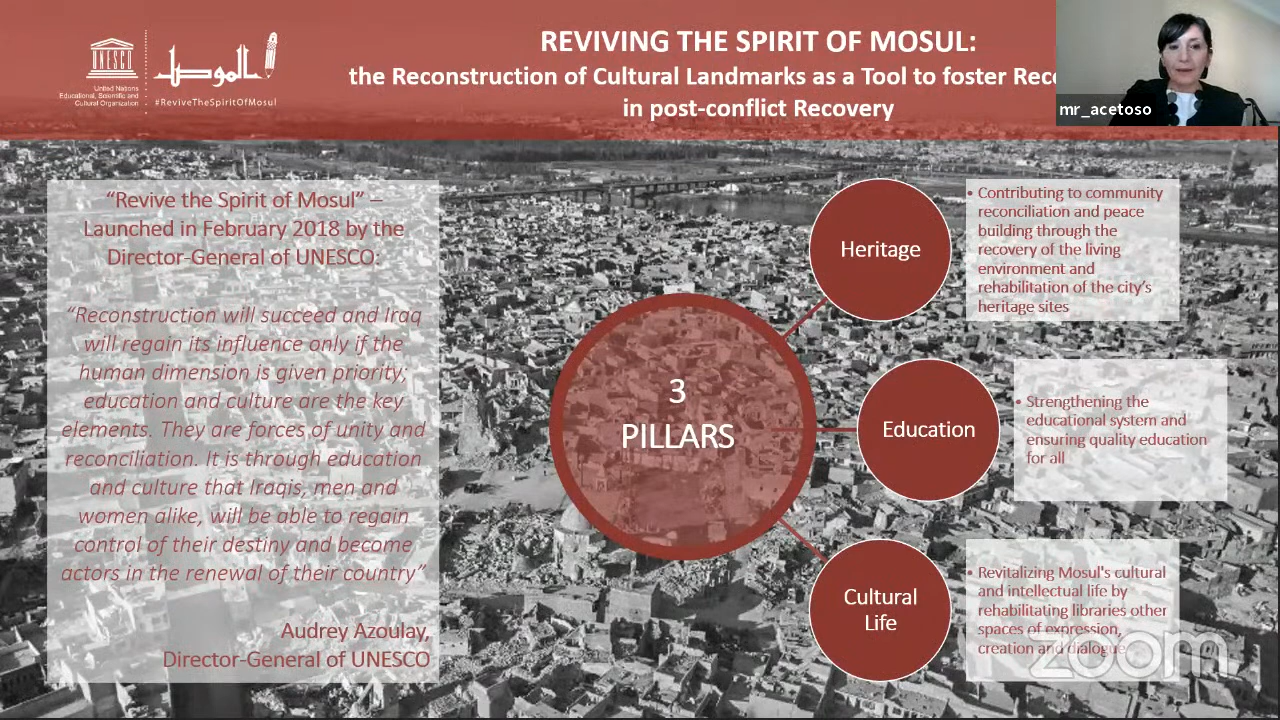 REVIVING THE SPIRIT OF MOSUL:
the Reconstruction of Cultural Landmarks as a Tool to foster
in post-conflict Recovery
mr_acetoso
UNESCO
United Nations
Educational, Scientific and
Cultural Organization
الموصل
#ReviveTheSpiritOfMosul
“Revive the Spirit of Mosul” –
Launched in February 2018 by the
Director-General of UNESCO:
“Reconstruction will succeed and Iraq
will regain its influence only if the
human dimension is given priority;
education and culture are the key
elements. They are forces of unity and
reconciliation. It is through education
and culture that Iraqis, men and
women alike, will be able to regain
control of their destiny and become
actors in the renewal of their country”
Audrey Azoulay,
Director-General of UNESCO
3
PILLARS
Heritage
• Contributing to community
reconciliation and peace
building through the
recovery of the living
environment and
rehabilitation of the city’s
heritage sites
Education
• Strengthening the
educational system and
ensuring quality education
for all
Cultural
Life
• Revitalizing Mosul's cultural
and intellectual life by
rehabilitating libraries other
spaces of expression,
creation and dialogue
zoom